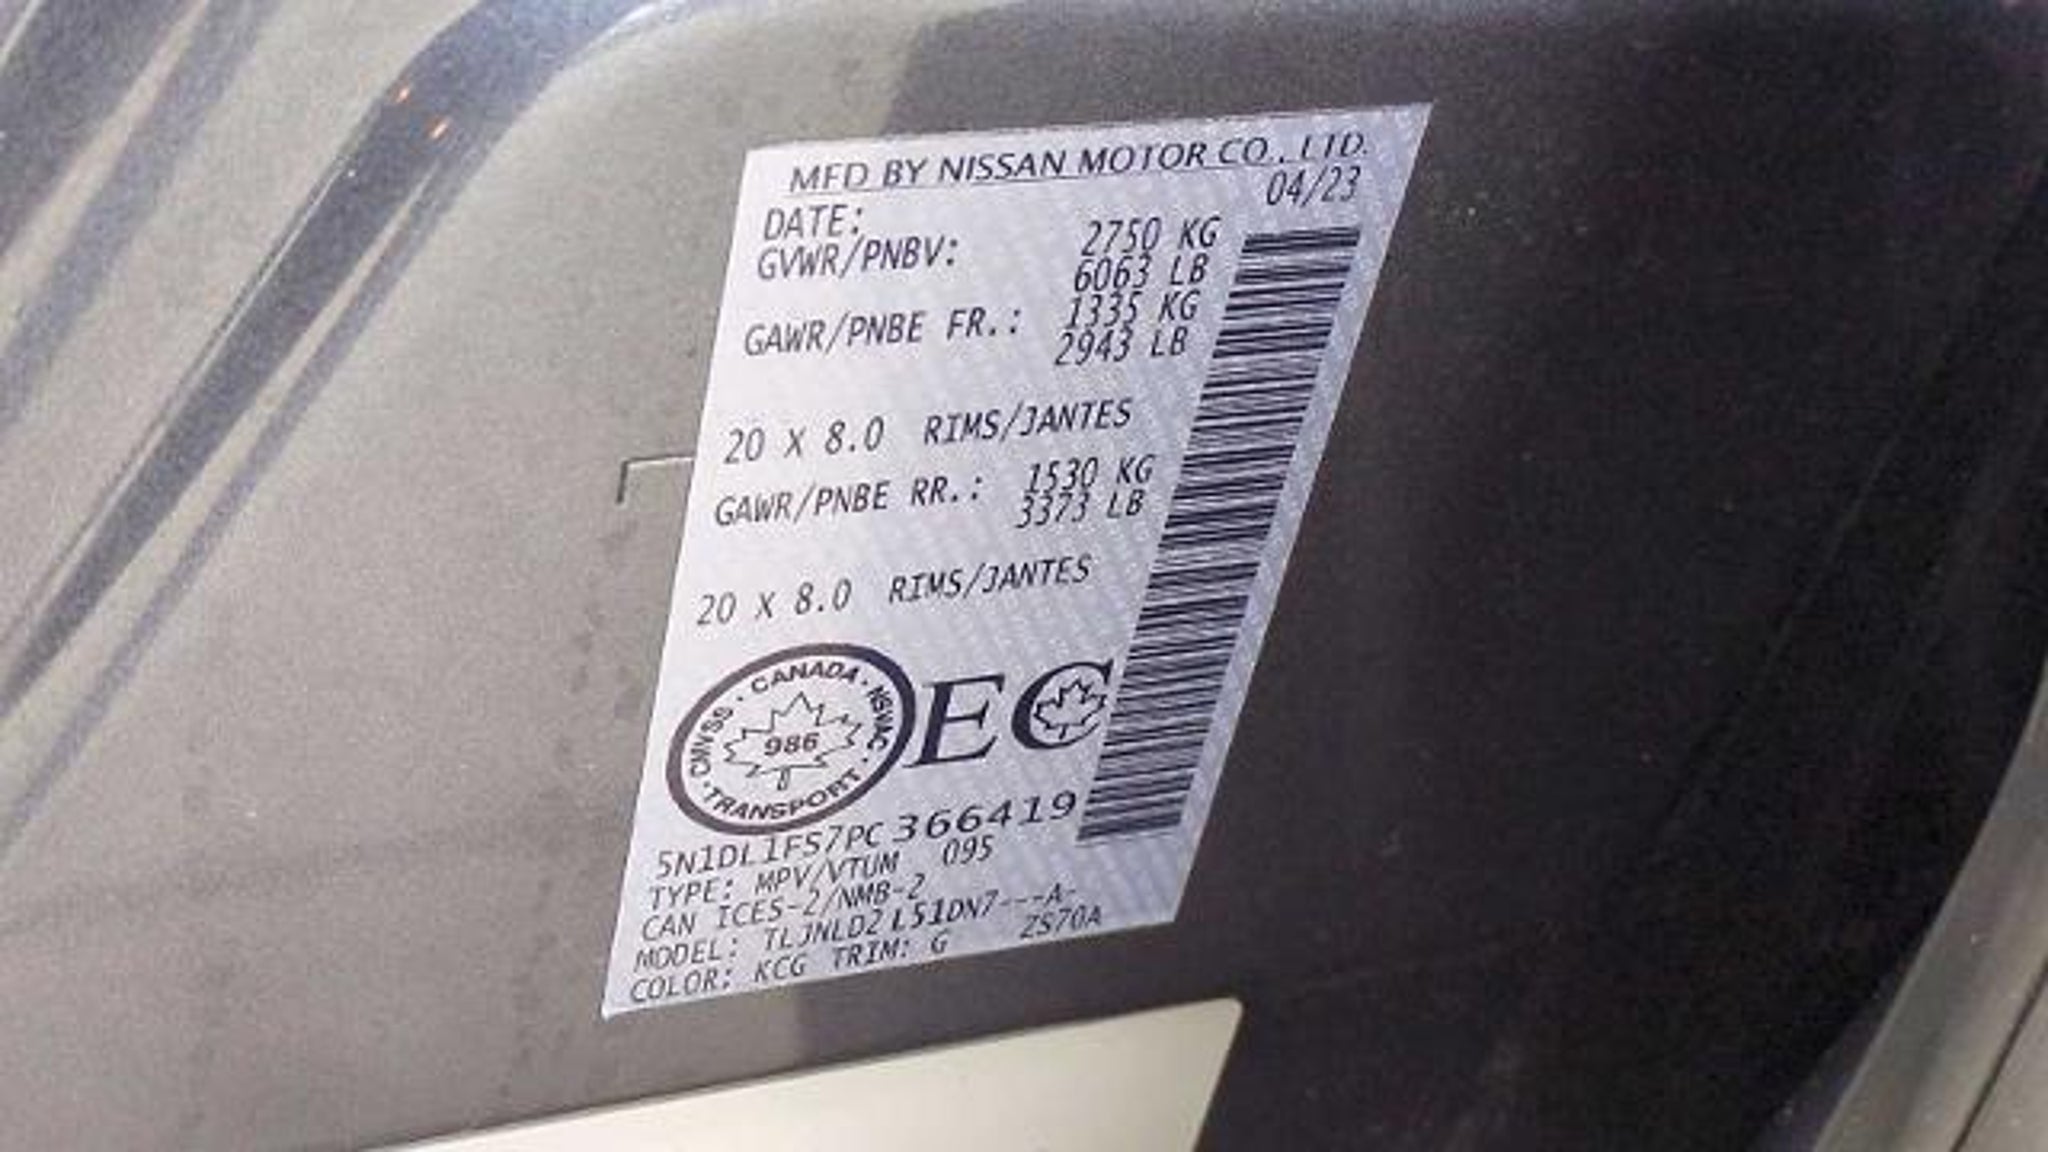 MFD BY NISSAN MOTOR CO., LTD.
DATE: 04/23
GVWR/PNBV: 2750 KG
6063 LB
GAWR/PNBE FR.: 1335 KG
2943 LB
20 X 8.0 RIMS/JANTES
GAWR/PNBE RR.: 1530 KG
3373 LB
20 X 8.0 RIMS/JANTES
CANADA · NSVAC · TRANSPORT · CMVSS ·
986
EC
5N1DL1FS7PC366419
TYPE: MPV/VTUM 095
CAN ICES-2/NMB-2
MODEL: TLJNLD2 L51DN7---A-
COLOR: KCG TRIM: G ZS70A